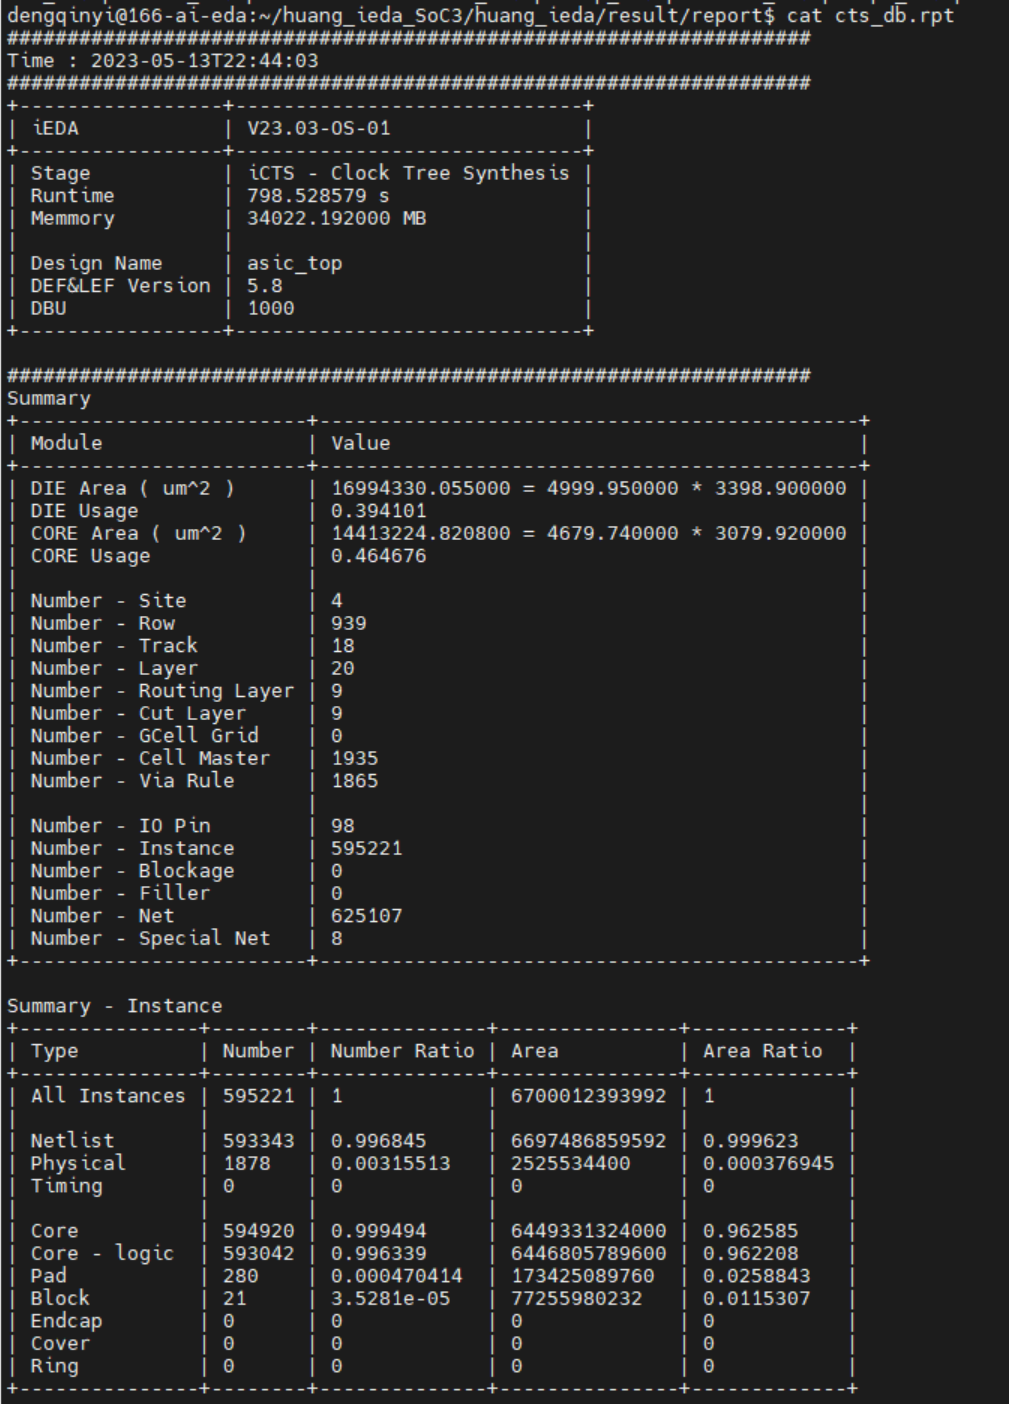 dengqinyi@166-ai-eda:~/huang_ieda_SoC3/huang_ieda/result/report$ cat cts_db.rpt
###################################################################
Time : 2023-05-13T22:44:03
###################################################################
+-----------------+-----------------------------+
| iEDA            | V23.03-OS-01                |
+-----------------+-----------------------------+
| Stage           | iCTS - Clock Tree Synthesis |
| Runtime         | 798.528579 s                |
| Memmory         | 34022.192000 MB             |
|                 |                             |
| Design Name     | asic_top                    |
| DEF&LEF Version | 5.8                         |
| DBU             | 1000                        |
+-----------------+-----------------------------+
###################################################################
Summary
+------------------------+---------------------------------------------+
| Module                 | Value                                       |
+------------------------+---------------------------------------------+
| DIE Area ( um^2 )      | 16994330.055000 = 4999.950000 * 3398.900000 |
| DIE Usage              | 0.394101                                    |
| CORE Area ( um^2 )     | 14413224.820800 = 4679.740000 * 3079.920000 |
| CORE Usage             | 0.464676                                    |
|                        |                                             |
| Number - Site          | 4                                           |
| Number - Row           | 939                                         |
| Number - Track         | 18                                          |
| Number - Layer         | 20                                          |
| Number - Routing Layer | 9                                           |
| Number - Cut Layer     | 9                                           |
| Number - GCell Grid    | 0                                           |
| Number - Cell Master   | 1935                                        |
| Number - Via Rule      | 1865                                        |
|                        |                                             |
| Number - IO Pin        | 98                                          |
| Number - Instance      | 595221                                      |
| Number - Blockage      | 0                                           |
| Number - Filler        | 0                                           |
| Number - Net           | 625107                                      |
| Number - Special Net   | 8                                           |
+------------------------+---------------------------------------------+
Summary - Instance
+---------------+--------+--------------+---------------+-------------+
| Type          | Number | Number Ratio | Area          | Area Ratio  |
+---------------+--------+--------------+---------------+-------------+
| All Instances | 595221 | 1            | 6700012393992 | 1           |
|               |        |              |               |             |
| Netlist       | 593343 | 0.996845     | 6697486859592 | 0.999623    |
| Physical      | 1878   | 0.00315513   | 2525534400    | 0.000376945 |
| Timing        | 0      | 0            | 0             | 0           |
|               |        |              |               |             |
| Core          | 594920 | 0.999494     | 6449331324000 | 0.962585    |
| Core - logic  | 593042 | 0.996339     | 6446805789600 | 0.962208    |
| Pad           | 280    | 0.000470414  | 173425089760  | 0.0258843   |
| Block         | 21     | 3.5281e-05   | 77255980232   | 0.0115307   |
| Endcap        | 0      | 0            | 0             | 0           |
| Cover         | 0      | 0            | 0             | 0           |
| Ring          | 0      | 0            | 0             | 0           |
+---------------+--------+--------------+---------------+-------------+